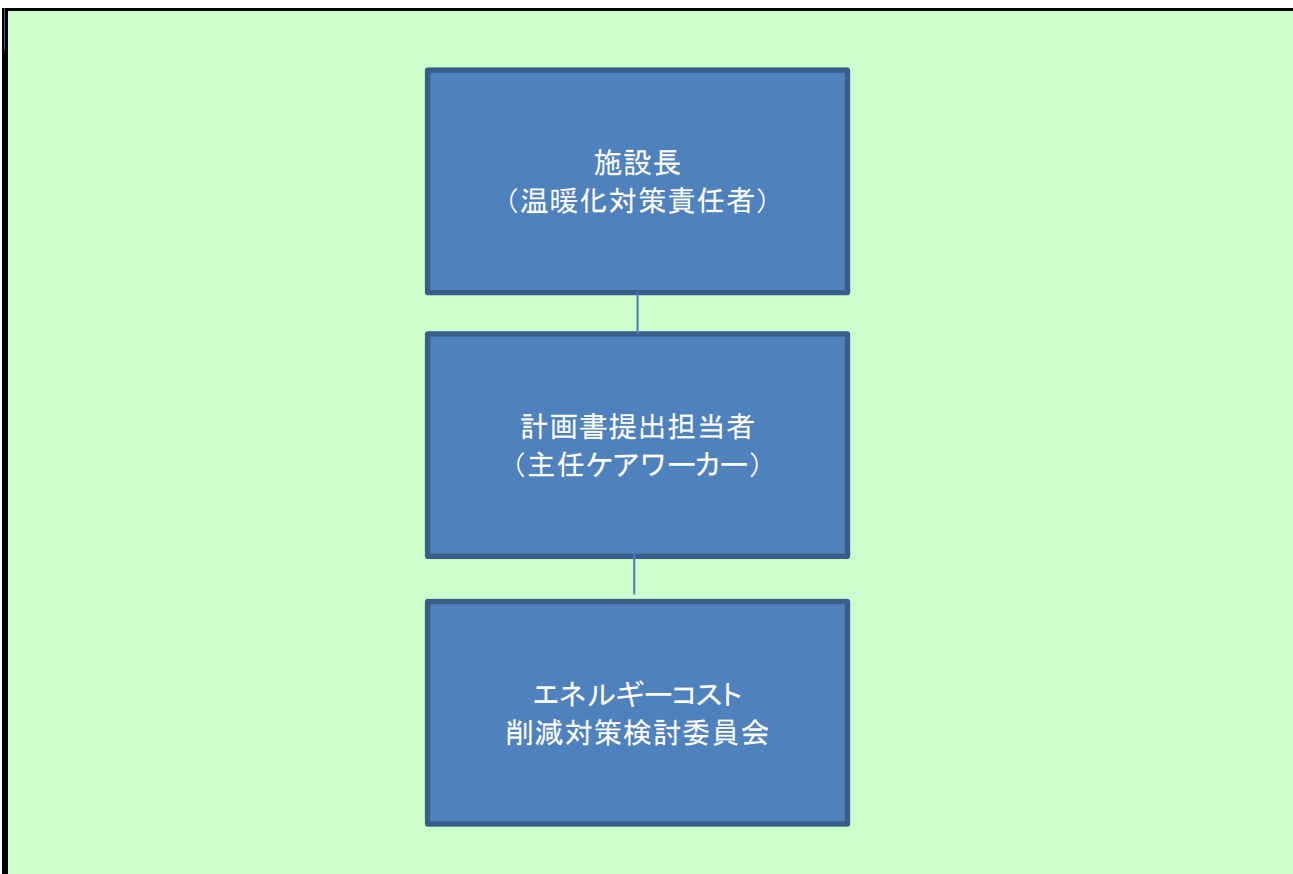 施設長
（温暖化対策責任者）
計画書提出担当者
（主任ケアワーカー）
エネルギーコスト
削減対策検討委員会